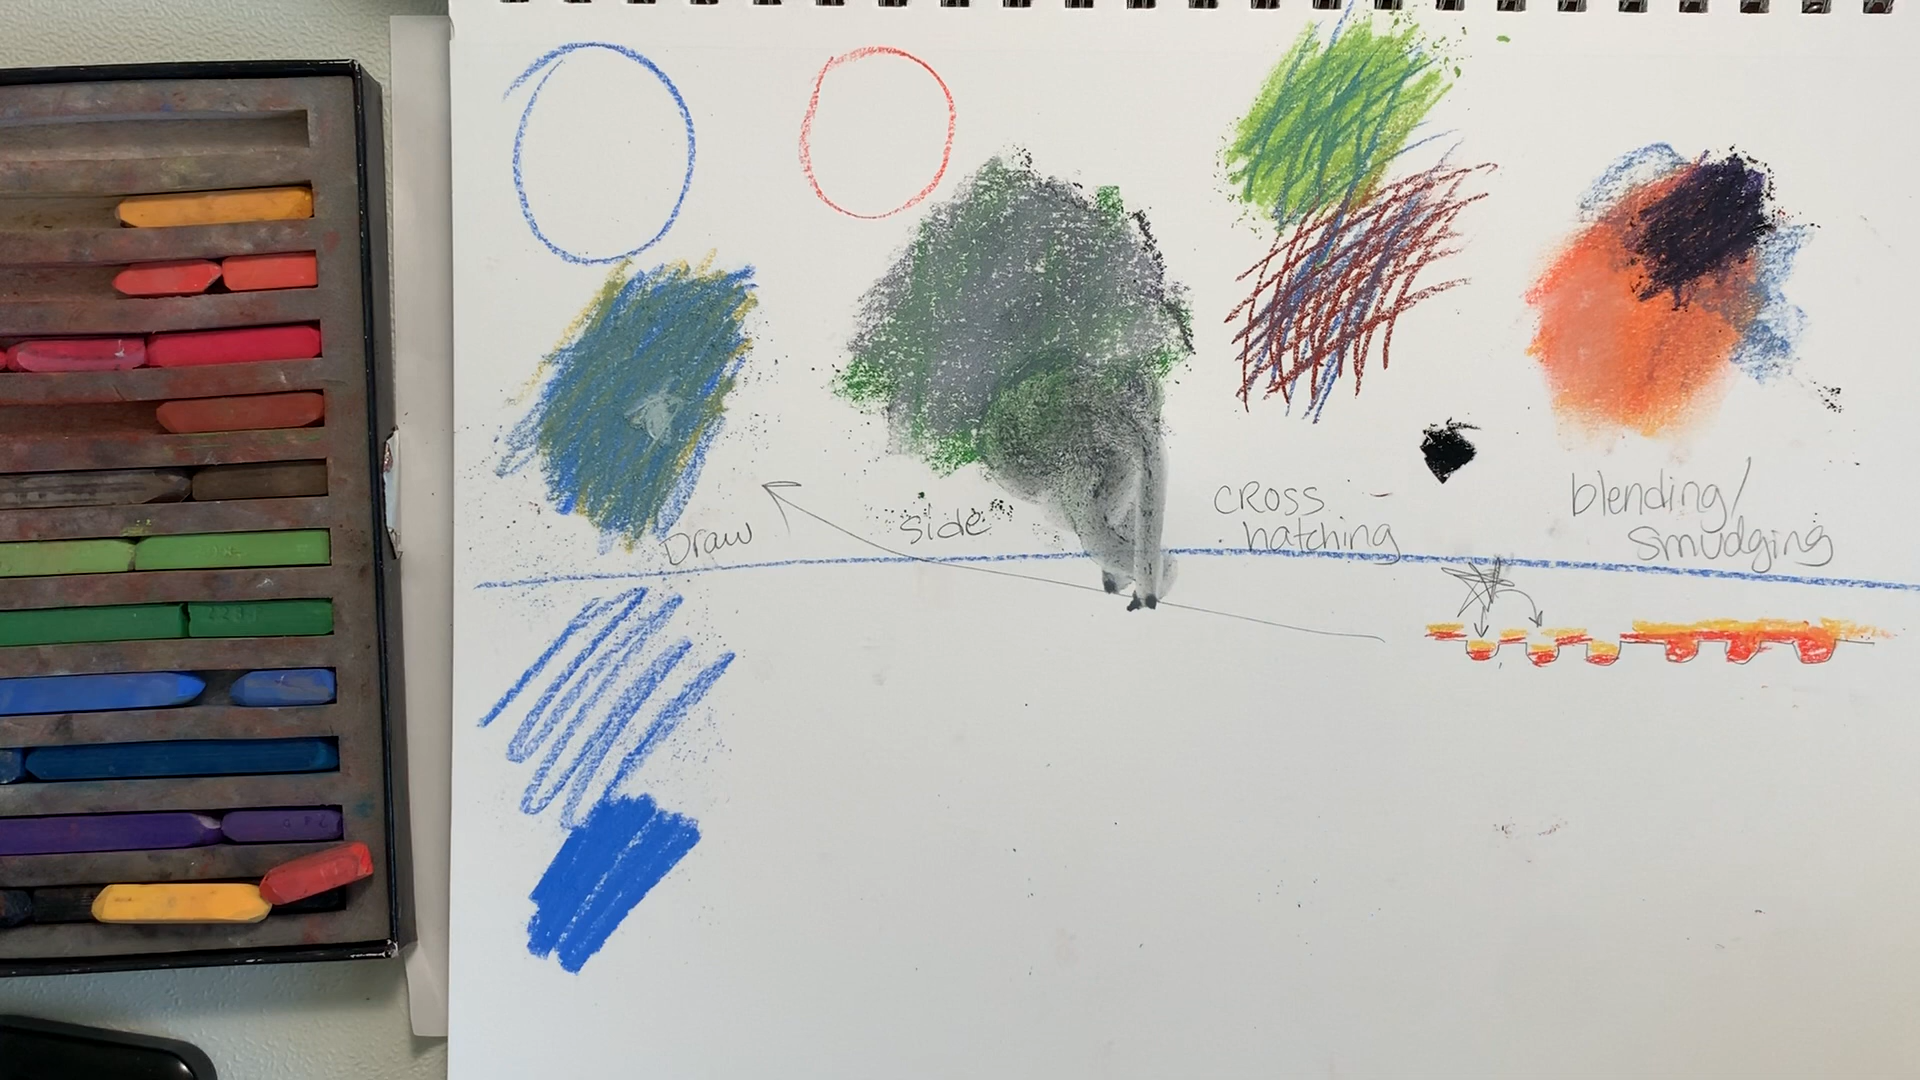 Draw
side
cross
hatching
blending/
smudging